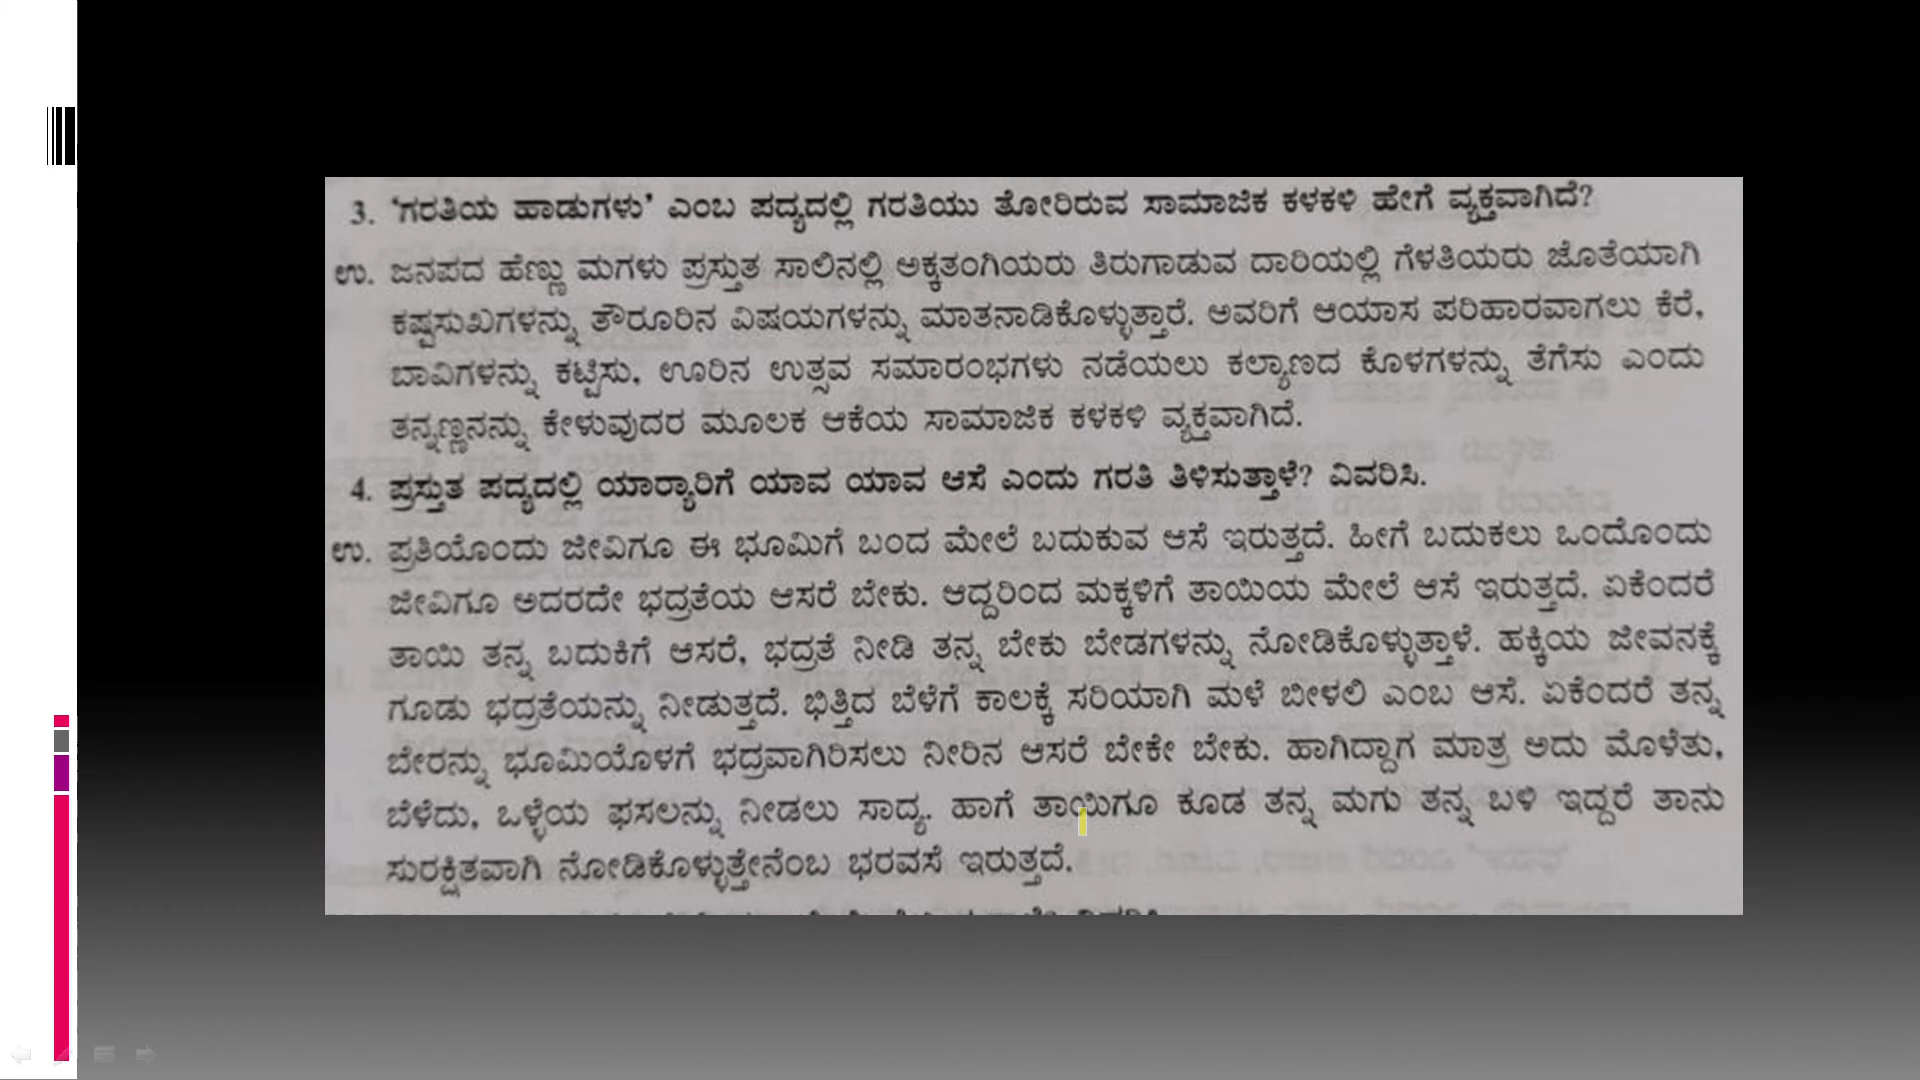 3. ‘ಗರತಿಯ ಹಾಡುಗಳು’ ಎಂಬ ಪದ್ಯದಲ್ಲಿ ಗರತಿಯು ತೋರಿರುವ ಸಾಮಾಜಿಕ ಕಳಕಳಿ ಹೇಗೆ ವ್ಯಕ್ತವಾಗಿದೆ?
ಉ. ಜನಪದ ಹೆಣ್ಣು ಮಗಳು ಪ್ರಸ್ತುತ ಸಾಲಿನಲ್ಲಿ ಅಕ್ಕತಂಗಿಯರು ತಿರುಗಾಡುವ ದಾರಿಯಲ್ಲಿ ಗೆಳತಿಯರು ಜೊತೆಯಾಗಿ
ಕಷ್ಟಸುಖಗಳನ್ನು ತೌರೂರಿನ ವಿಷಯಗಳನ್ನು ಮಾತನಾಡಿಕೊಳ್ಳುತ್ತಾರೆ. ಅವರಿಗೆ ಆಯಾಸ ಪರಿಹಾರವಾಗಲು ಕೆರೆ,
ಬಾವಿಗಳನ್ನು ಕಟ್ಟಿಸು, ಊರಿನ ಉತ್ಸವ ಸಮಾರಂಭಗಳು ನಡೆಯಲು ಕಲ್ಯಾಣದ ಕೊಳಗಳನ್ನು ತೆಗೆಸು ಎಂದು
ತನ್ನಣ್ಣನನ್ನು ಕೇಳುವುದರ ಮೂಲಕ ಆಕೆಯ ಸಾಮಾಜಿಕ ಕಳಕಳಿ ವ್ಯಕ್ತವಾಗಿದೆ.
4. ಪ್ರಸ್ತುತ ಪದ್ಯದಲ್ಲಿ ಯಾರ‍್ಯಾರಿಗೆ ಯಾವ ಯಾವ ಆಸೆ ಎಂದು ಗರತಿ ತಿಳಿಸುತ್ತಾಳೆ? ವಿವರಿಸಿ.
ಉ. ಪ್ರತಿಯೊಂದು ಜೀವಿಗೂ ಈ ಭೂಮಿಗೆ ಬಂದ ಮೇಲೆ ಬದುಕುವ ಆಸೆ ಇರುತ್ತದೆ. ಹೀಗೆ ಬದುಕಲು ಒಂದೊಂದು
ಜೀವಿಗೂ ಅದರದೇ ಭದ್ರತೆಯ ಆಸರೆ ಬೇಕು. ಆದ್ದರಿಂದ ಮಕ್ಕಳಿಗೆ ತಾಯಿಯ ಮೇಲೆ ಆಸೆ ಇರುತ್ತದೆ. ಏಕೆಂದರೆ
ತಾಯಿ ತನ್ನ ಬದುಕಿಗೆ ಆಸರೆ, ಭದ್ರತೆ ನೀಡಿ ತನ್ನ ಬೇಕು ಬೇಡಗಳನ್ನು ನೋಡಿಕೊಳ್ಳುತ್ತಾಳೆ. ಹಕ್ಕಿಯ ಜೀವನಕ್ಕೆ
ಗೂಡು ಭದ್ರತೆಯನ್ನು ನೀಡುತ್ತದೆ. ಭಿತ್ತಿದ ಬೆಳೆಗೆ ಕಾಲಕ್ಕೆ ಸರಿಯಾಗಿ ಮಳೆ ಬೀಳಲಿ ಎಂಬ ಆಸೆ. ಏಕೆಂದರೆ ತನ್ನ
ಬೇರನ್ನು ಭೂಮಿಯೊಳಗೆ ಭದ್ರವಾಗಿರಿಸಲು ನೀರಿನ ಆಸರೆ ಬೇಕೇ ಬೇಕು. ಹಾಗಿದ್ದಾಗ ಮಾತ್ರ ಅದು ಮೊಳೆತು,
ಬೆಳೆದು, ಒಳ್ಳೆಯ ಫಸಲನ್ನು ನೀಡಲು ಸಾದ್ಯ. ಹಾಗೆ ತಾಯಿಗೂ ಕೂಡ ತನ್ನ ಮಗು ತನ್ನ ಬಳಿ ಇದ್ದರೆ ತಾನು
ಸುರಕ್ಷಿತವಾಗಿ ನೋಡಿಕೊಳ್ಳುತ್ತೇನೆಂಬ ಭರವಸೆ ಇರುತ್ತದೆ.